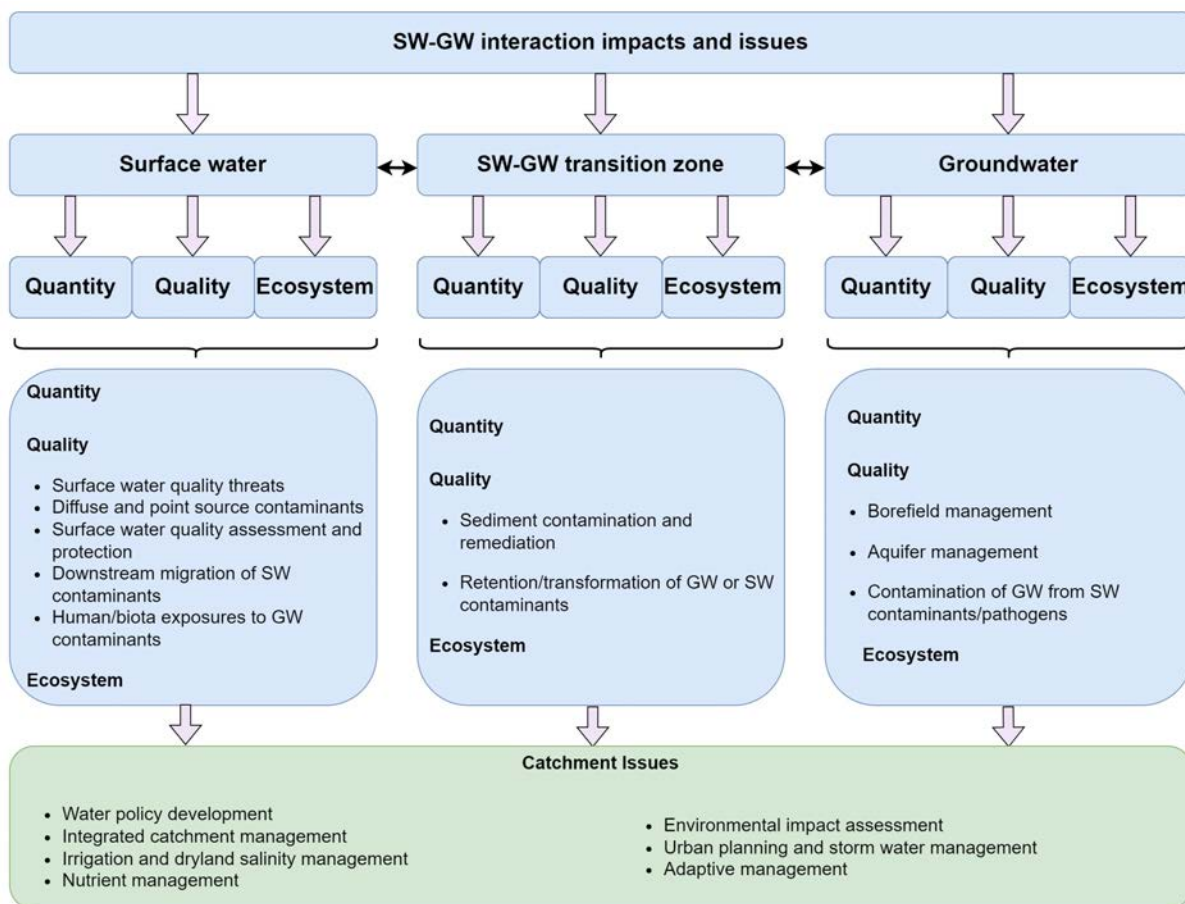 SW-GW interaction impacts and issues
Surface water
SW-GW transition zone
Groundwater
Quantity
Quality
Ecosystem
Quantity
Quality
Ecosystem
Quantity
Quality
Ecosystem
Quantity
Quality
• Surface water quality threats
• Diffuse and point source contaminants
• Surface water quality assessment and
protection
• Downstream migration of SW
contaminants
• Human/biota exposures to GW
contaminants
Ecosystem
Quantity
Quality
• Sediment contamination and
remediation
• Retention/transformation of GW or SW
contaminants
Ecosystem
Quantity
Quality
• Borefield management
• Aquifer management
• Contamination of GW from SW
contaminants/pathogens
Ecosystem
Catchment Issues
• Water policy development
• Integrated catchment management
• Irrigation and dryland salinity management
• Nutrient management
• Environmental impact assessment
• Urban planning and storm water management
• Adaptive management